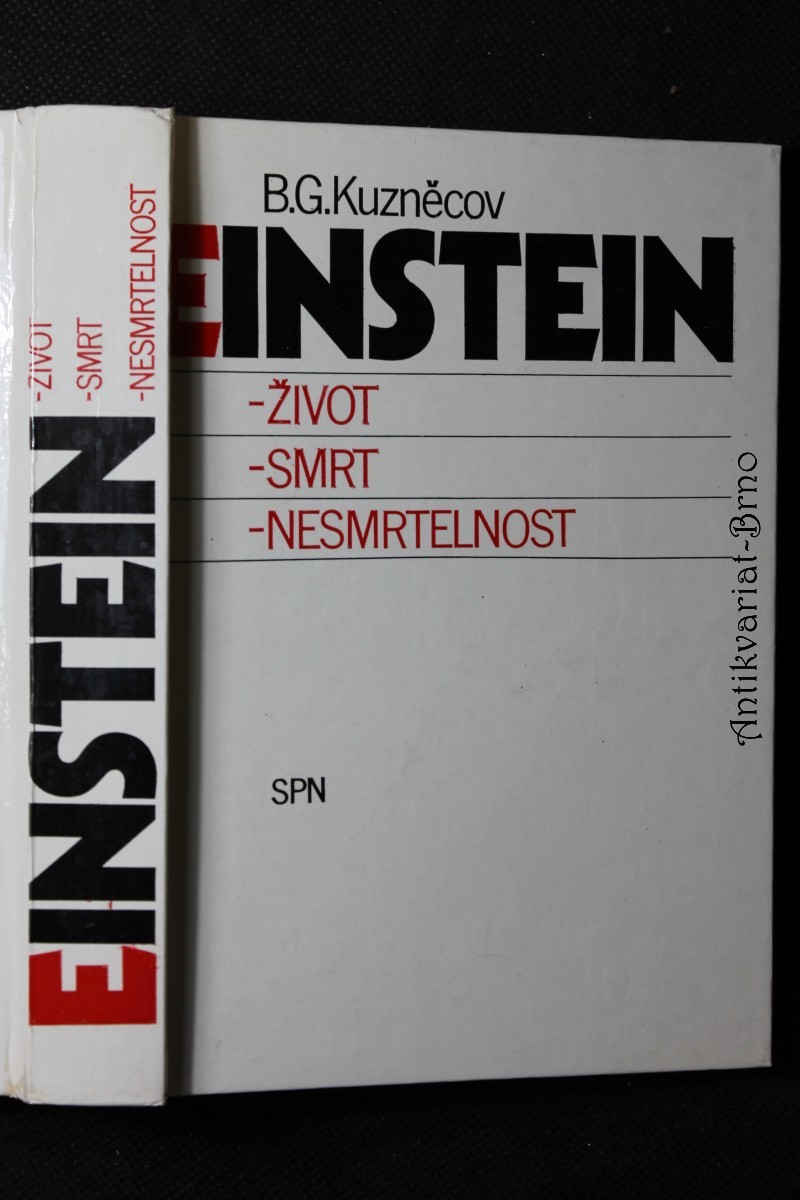 B.G.Kuzněcov
EINSTEIN
-ŽIVOT
-SMRT
-NESMRTELNOST
SPN
EINSTEIN
-ŽIVOT
-SMRT
-NESMRTELNOST
Antikvariat-Brno